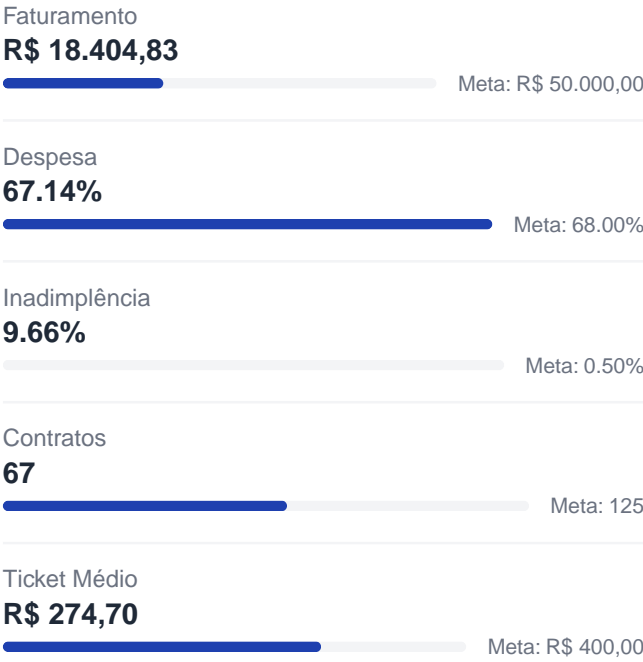 Faturamento
R$ 18.404,83
Meta: R$ 50.000,00
Despesa
67.14%
Meta: 68.00%
Inadimplência
9.66%
Meta: 0.50%
Contratos
67
Meta: 125
Ticket Médio
R$ 274,70
Meta: R$ 400,00